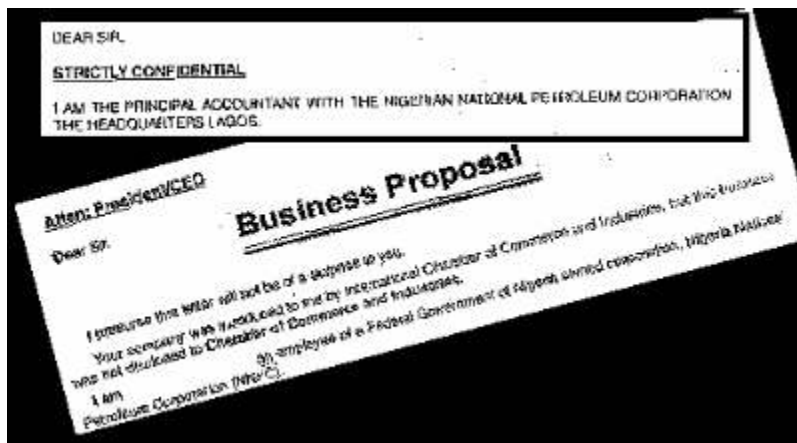 DEAR SIR,
STRICTLY CONFIDENTIAL
I AM THE PRINCIPAL ACCOUNTANT WITH THE NIGERIAN NATIONAL PETROLEUM CORPORATION
THE HEADQUARTERS LAGOS.
Atten: President/CEO
Business Proposal
Dear Sir,
I presume this letter will not be of a surprise to you.
Your company was introduced to me by International Chamber of Commerce and Industries, but this business
was not disclosed to Chamber of Commerce and Industries.
I am an employee of a Federal Government of Nigeria owned corporation, Nigeria National
Petroleum Corporation (NNPC).